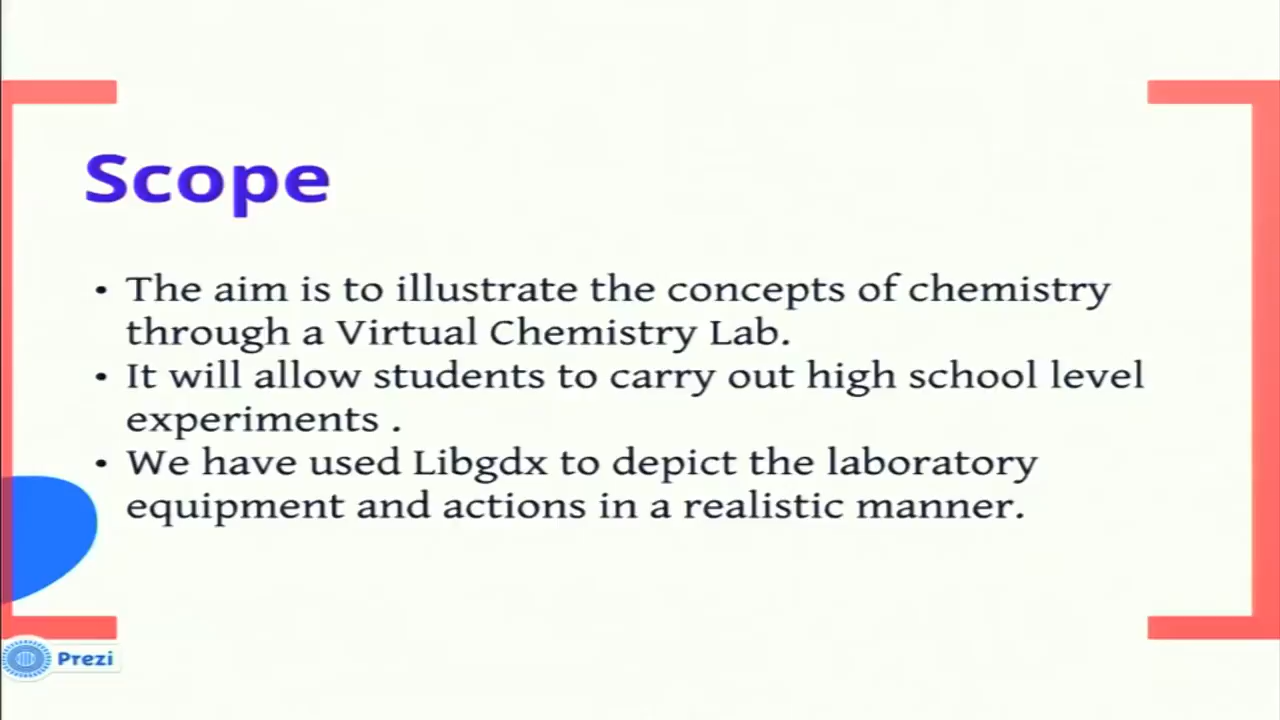 Scope
• The aim is to illustrate the concepts of chemistry
through a Virtual Chemistry Lab.
• It will allow students to carry out high school level
experiments .
• We have used Libgdx to depict the laboratory
equipment and actions in a realistic manner.
Prezi